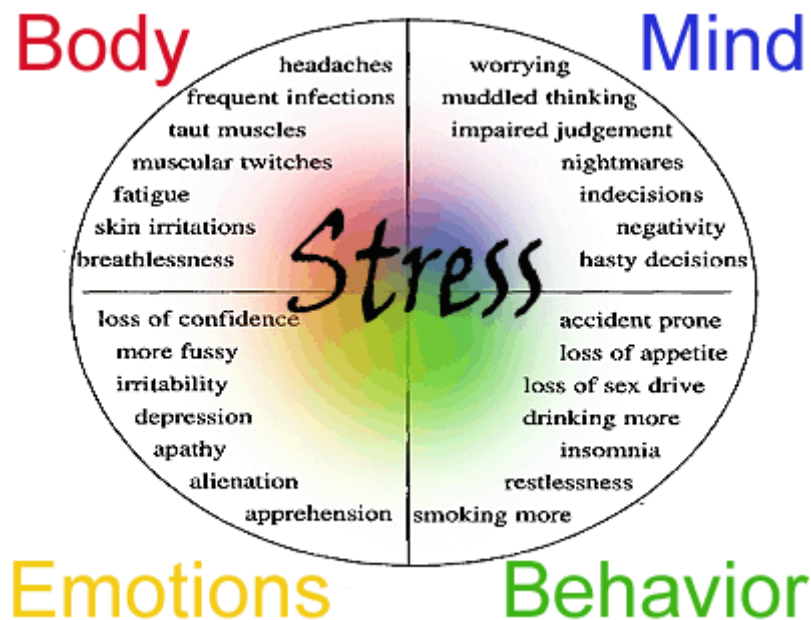 Body
headaches
frequent infections
taut muscles
muscular twitches
fatigue
skin irritations
breathlessness
Mind
worrying
muddled thinking
impaired judgement
nightmares
indecisions
negativity
hasty decisions
Stress
loss of confidence
more fussy
irritability
depression
apathy
alienation
apprehension
Emotions
accident prone
loss of appetite
loss of sex drive
drinking more
insomnia
restlessness
smoking more
Behavior